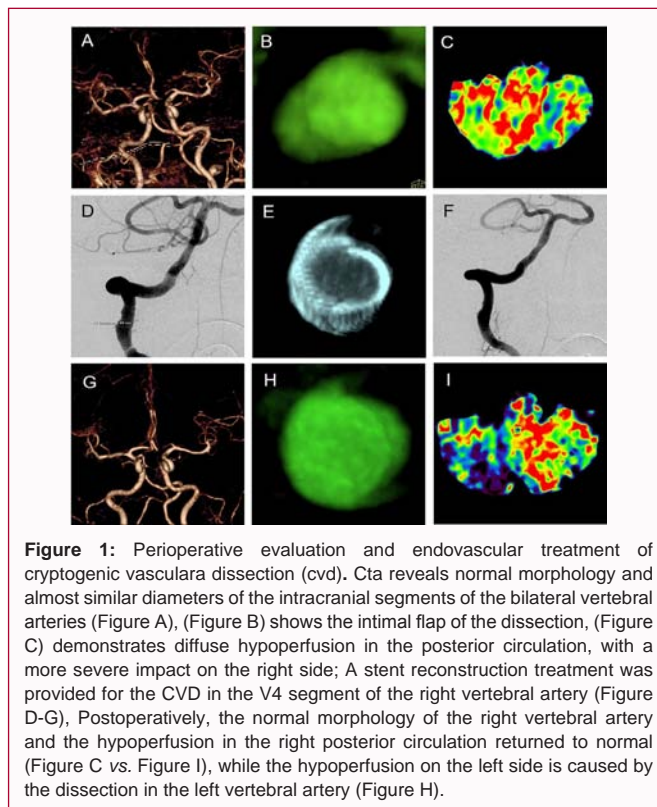 A
B
C
D
E
F
G
H
I
Figure 1: Perioperative evaluation and endovascular treatment of
cryptogenic vasculara dissection (cvd). Cta reveals normal morphology and
almost similar diameters of the intracranial segments of the bilateral vertebral
arteries (Figure A), (Figure B) shows the intimal flap of the dissection, (Figure
C) demonstrates diffuse hypoperfusion in the posterior circulation, with a
more severe impact on the right side; A stent reconstruction treatment was
provided for the CVD in the V4 segment of the right vertebral artery (Figure
D-G), Postoperatively, the normal morphology of the right vertebral artery
and the hypoperfusion in the right posterior circulation returned to normal
(Figure C vs. Figure I), while the hypoperfusion on the left side is caused by
the dissection in the left vertebral artery (Figure H).